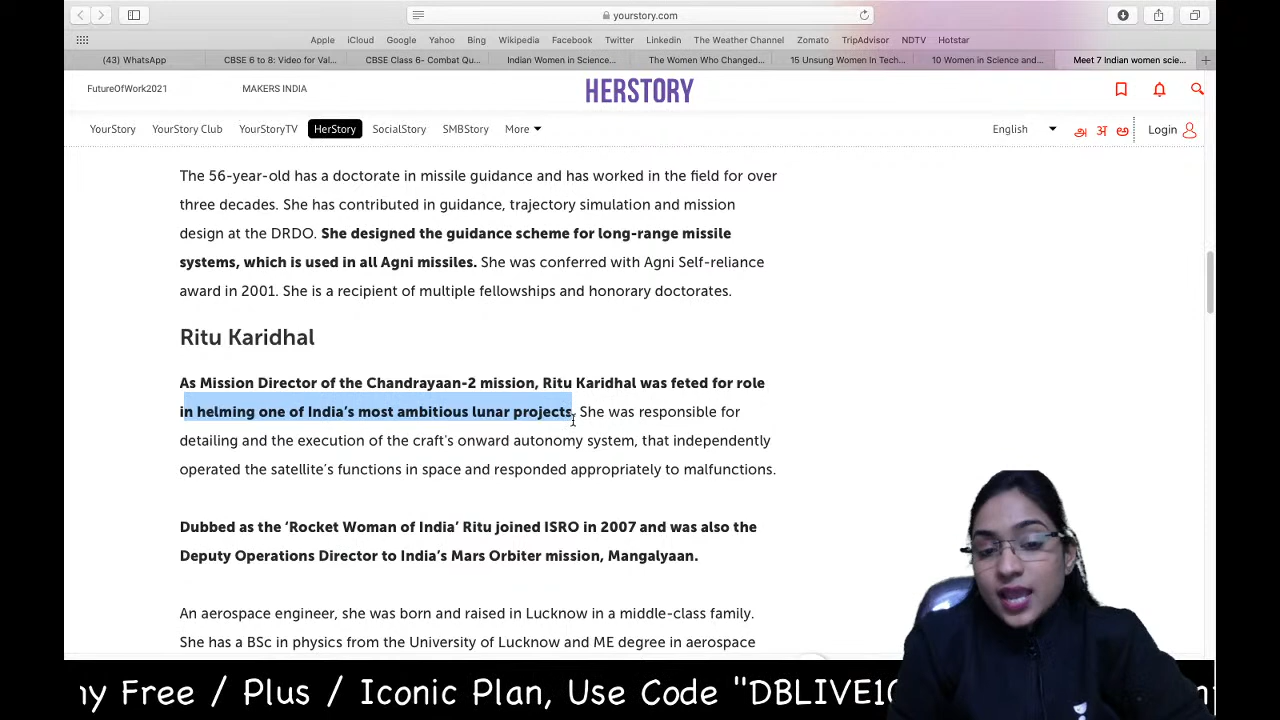 yourstory.com
Apple iCloud Google Yahoo Bing Wikipedia Facebook Twitter LinkedIn The Weather Channel Zomato TripAdvisor NDTV Hotstar
(43) WhatsApp CBSE 6 to 8: Video for Val... CBSE Class 6- Combat Qu... Indian Women in Science... The Women Who Changed... 15 Unsung Women In Tech... 10 Women in Science and... Meet 7 Indian women scie...
FutureOfWork2021 MAKERS INDIA HERSTORY
YourStory YourStory Club YourStoryTV HerStory SocialStory SMBStory More English அ अ Login
The 56-year-old has a doctorate in missile guidance and has worked in the field for over
three decades. She has contributed in guidance, trajectory simulation and mission
design at the DRDO. She designed the guidance scheme for long-range missile
systems, which is used in all Agni missiles. She was conferred with Agni Self-reliance
award in 2001. She is a recipient of multiple fellowships and honorary doctorates.
Ritu Karidhal
As Mission Director of the Chandrayaan-2 mission, Ritu Karidhal was feted for role
in helming one of India's most ambitious lunar projects. She was responsible for
detailing and the execution of the craft's onward autonomy system, that independently
operated the satellite's functions in space and responded appropriately to malfunctions.
Dubbed as the 'Rocket Woman of India' Ritu joined ISRO in 2007 and was also the
Deputy Operations Director to India's Mars Orbiter mission, Mangalyaan.
An aerospace engineer, she was born and raised in Lucknow in a middle-class family.
She has a BSc in physics from the University of Lucknow and ME degree in aerospace
ny Free / Plus / Iconic Plan, Use Code "DBLIVE10